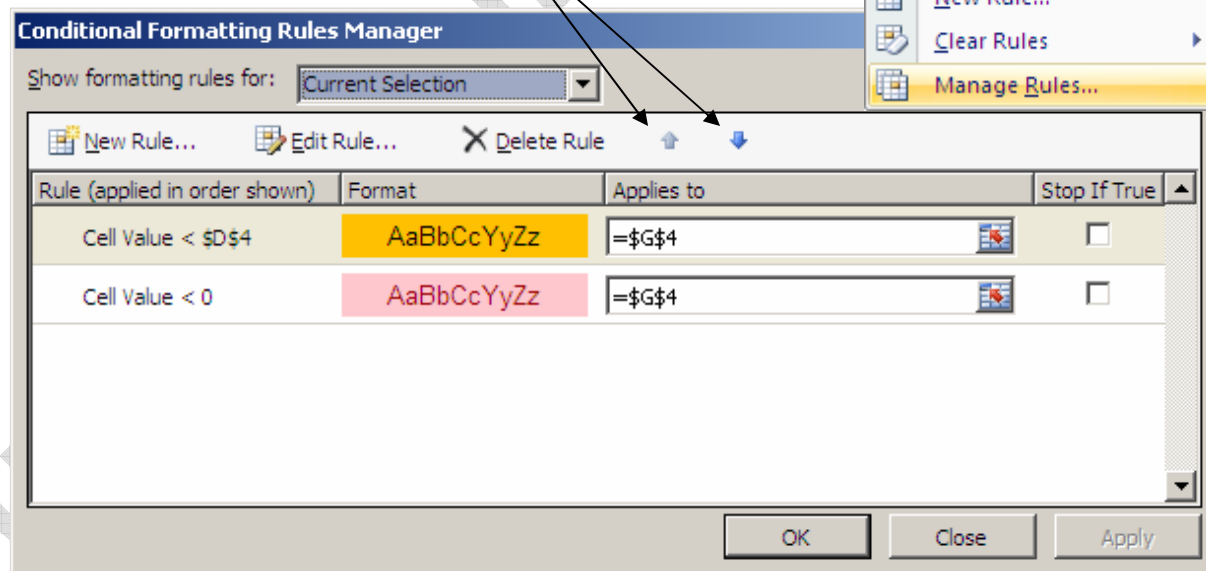 New Rule...
Conditional Formatting Rules Manager
Clear Rules
Show formatting rules for: Current Selection
Manage Rules...
New Rule... Edit Rule... Delete Rule
Rule (applied in order shown) Format Applies to Stop If True
Cell Value < $D$4 AaBbCcYyZz =$G$4
Cell Value < 0 AaBbCcYyZz =$G$4
OK Close Apply